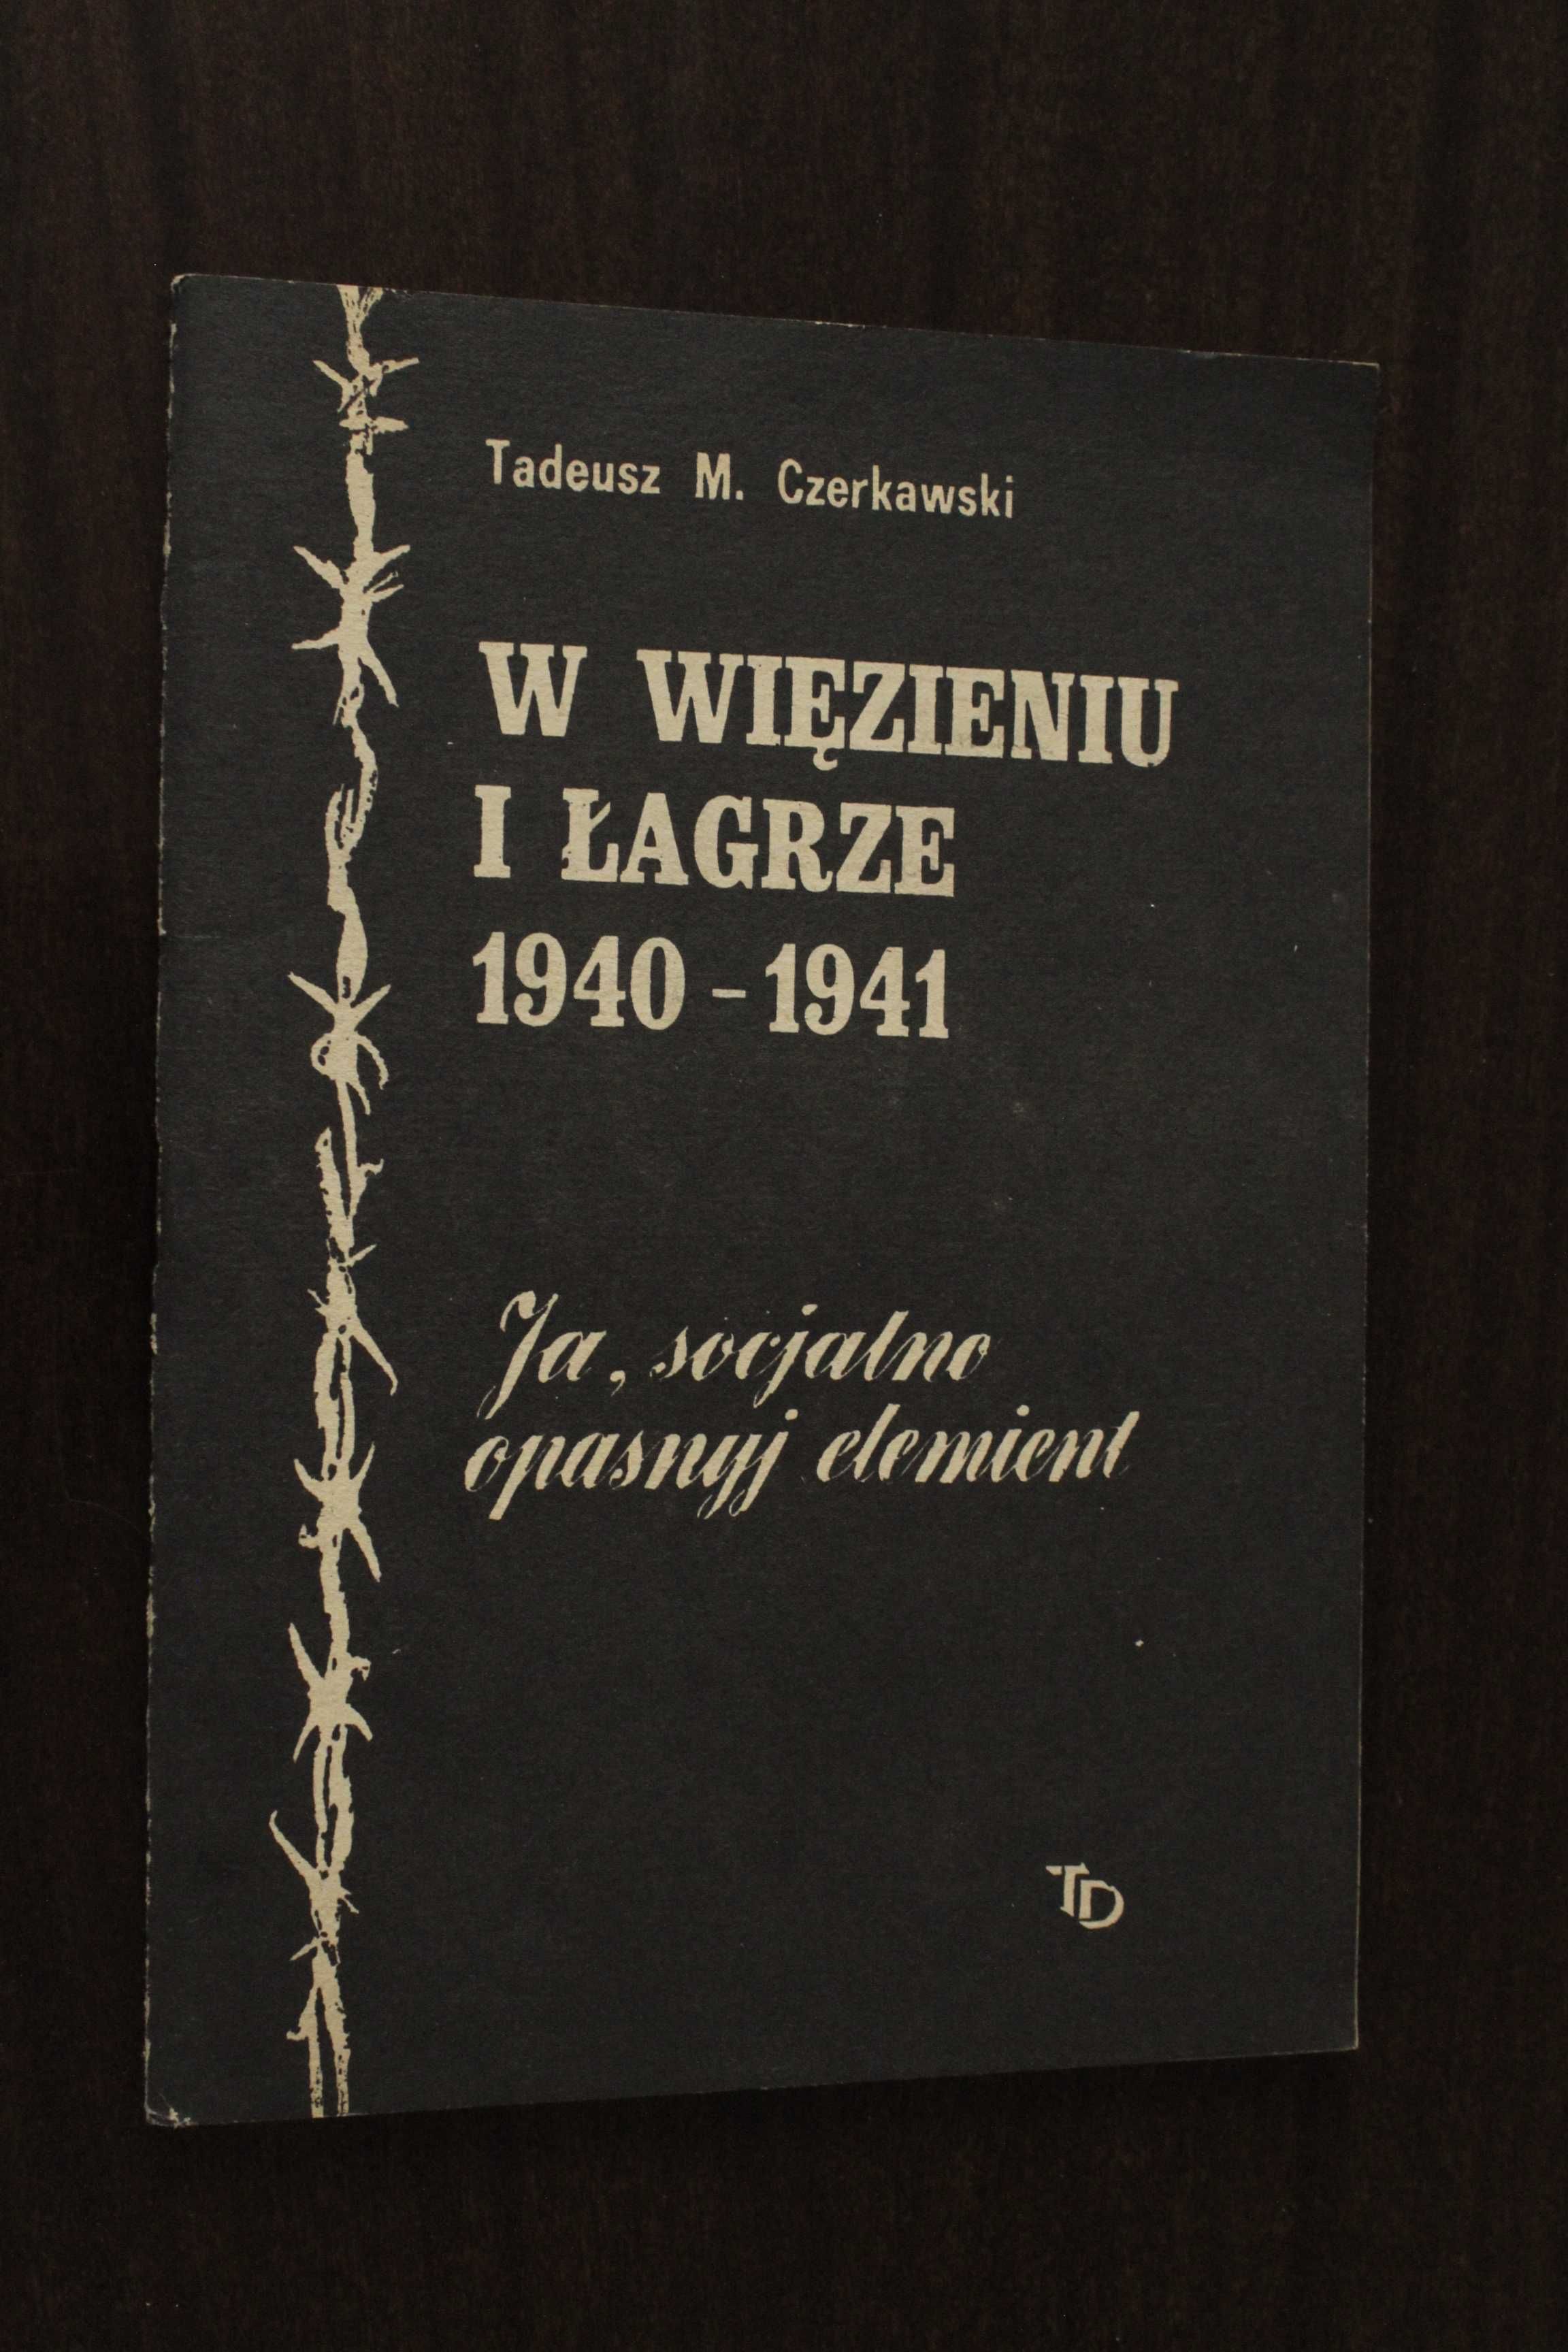 Tadeusz M. Czerkawski
W WIĘZIENIU
I ŁAGRZE
1940 - 1941
Ja, socjalno
opasnyj elemient
TD